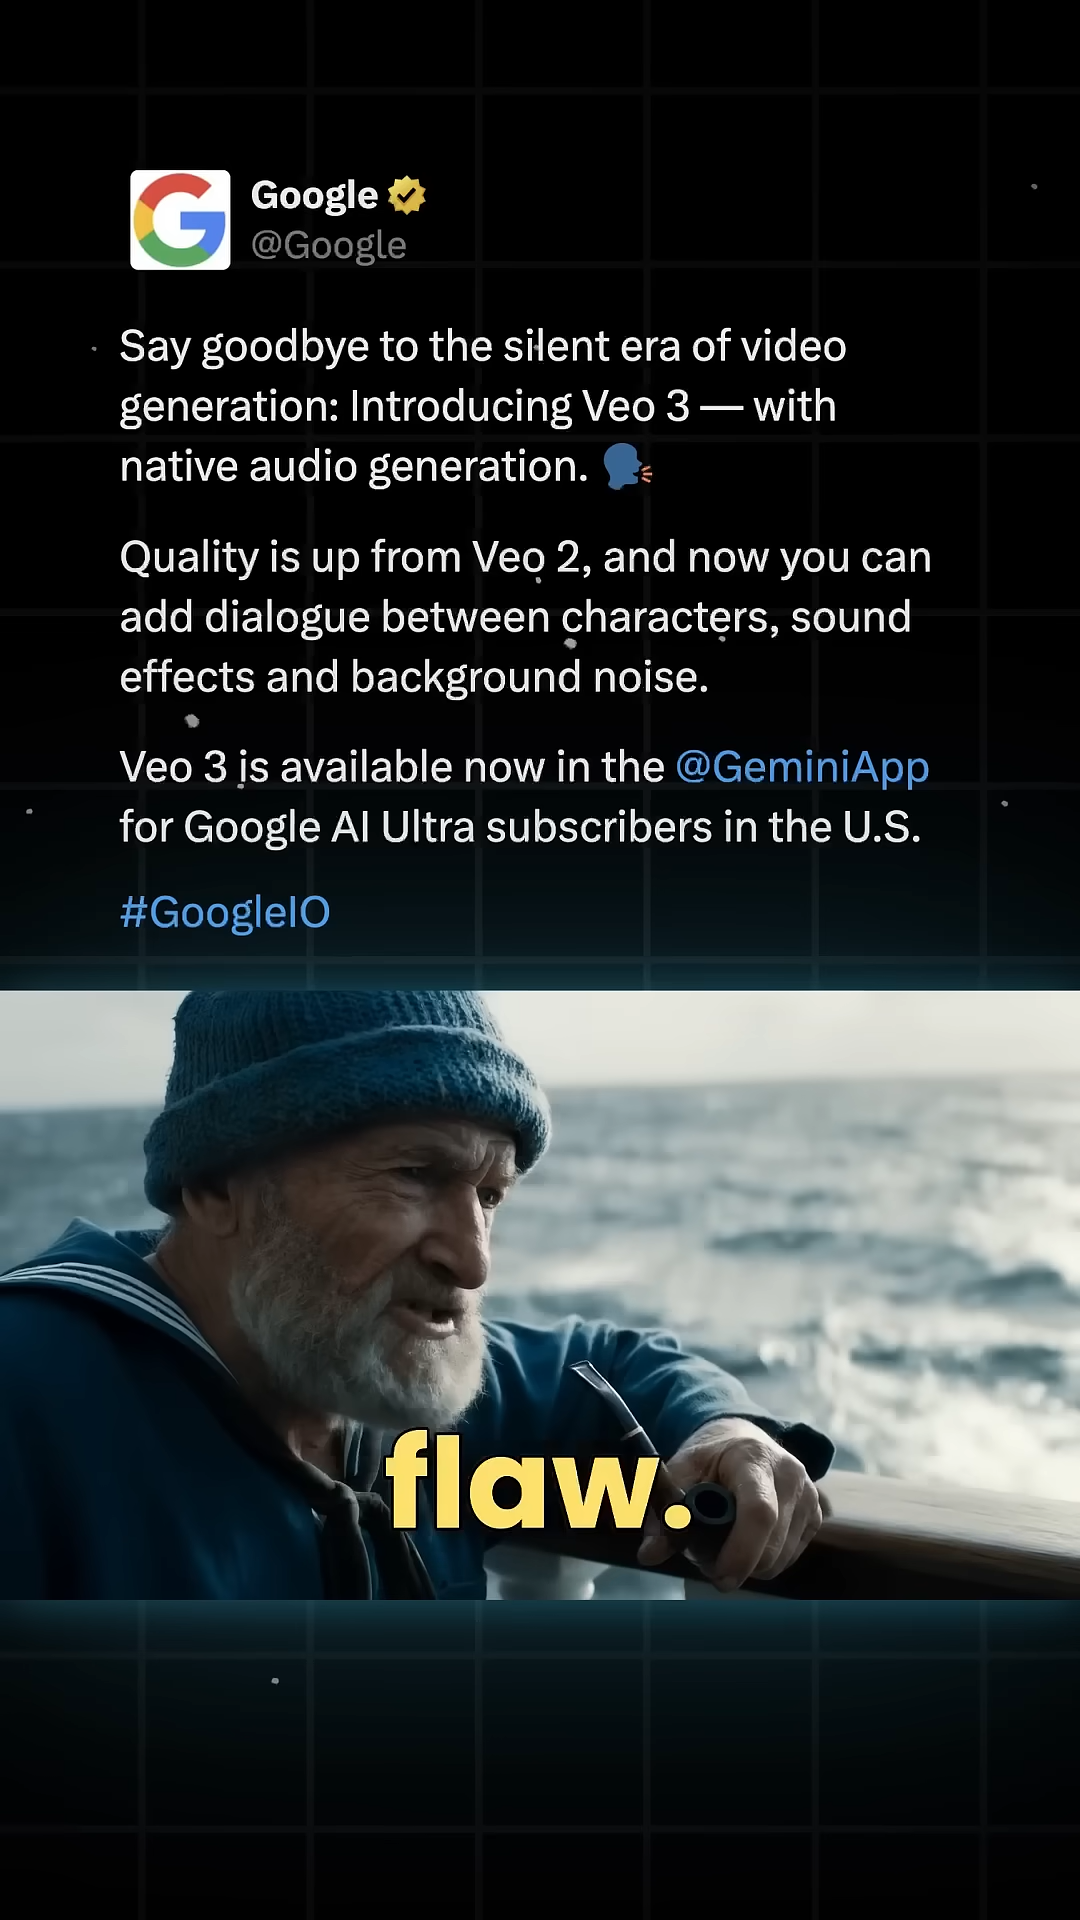 Google
@Google
Say goodbye to the silent era of video
generation: Introducing Veo 3 — with
native audio generation. 🗣️
Quality is up from Veo 2, and now you can
add dialogue between characters, sound
effects and background noise.
Veo 3 is available now in the @GeminiApp
for Google AI Ultra subscribers in the U.S.
#GoogleIO
flaw.